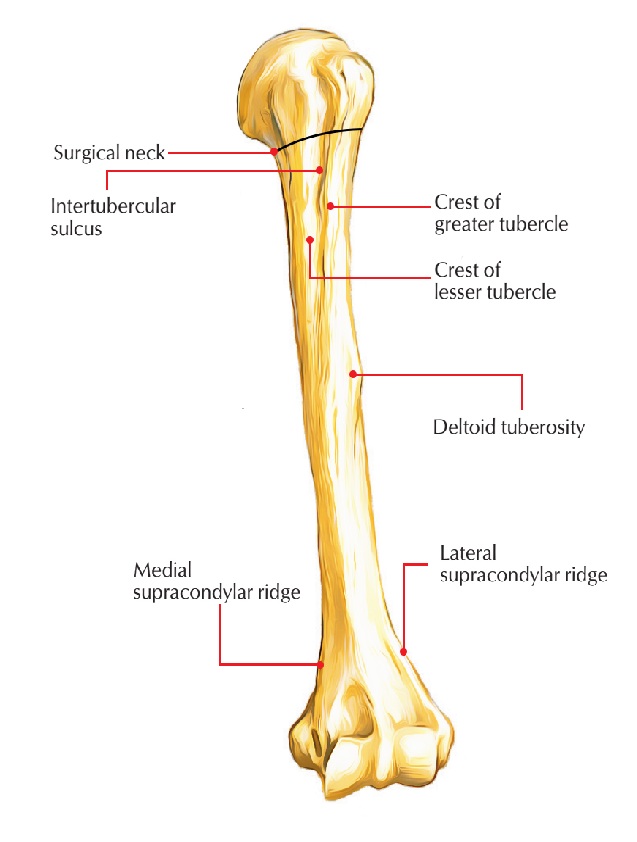 Surgical neck
Intertubercular
sulcus
Crest of
greater tubercle
Crest of
lesser tubercle
Deltoid tuberosity
Lateral
supracondylar ridge
Medial
supracondylar ridge